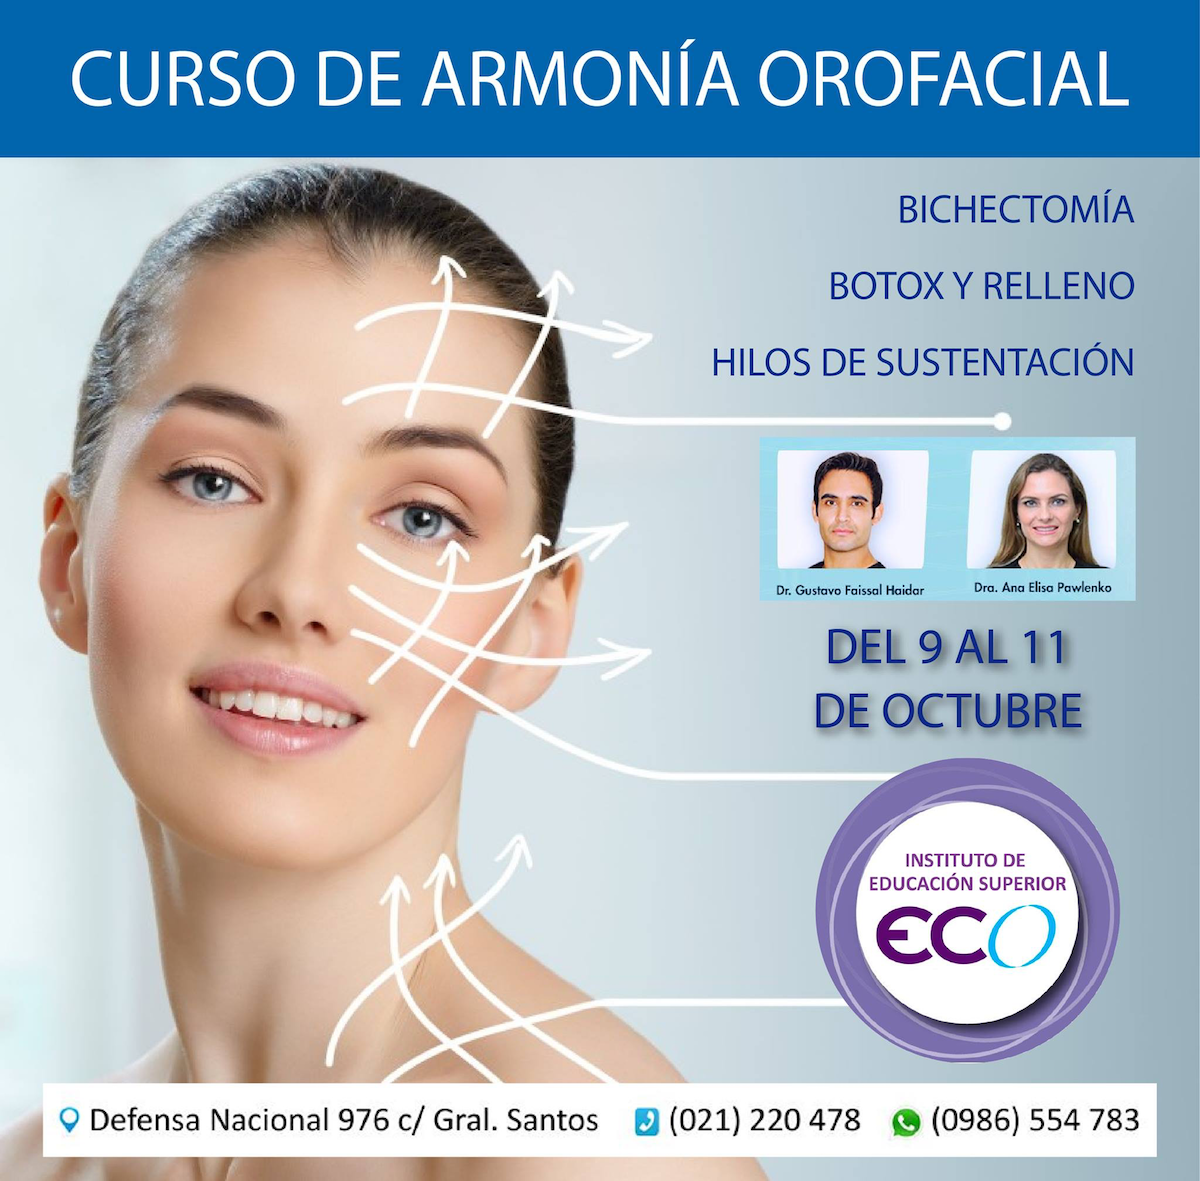 CURSO DE ARMONÍA OROFACIAL
BICHECTOMÍA
BOTOX Y RELLENO
HILOS DE SUSTENTACIÓN
Dr. Gustavo Faissal Haidar
Dra. Ana Elisa Pawlenko
DEL 9 AL 11
DE OCTUBRE
INSTITUTO DE
EDUCACIÓN SUPERIOR
ECO
Defensa Nacional 976 c/ Gral. Santos
(021) 220 478
(0986) 554 783